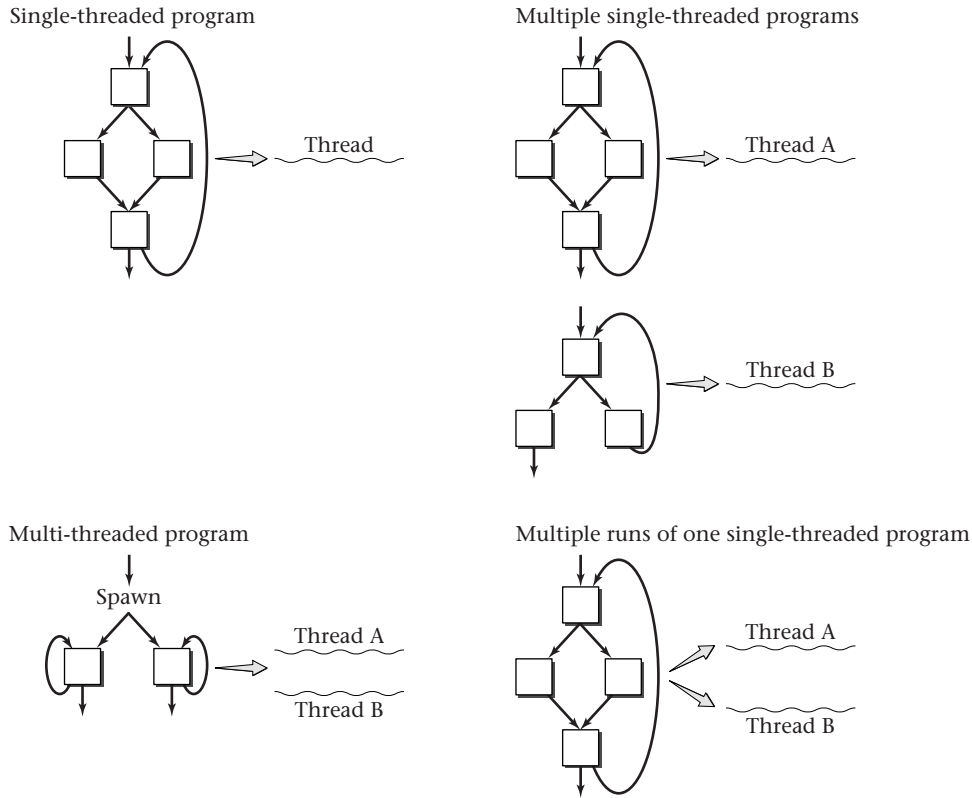 Single-threaded program
Thread
Multiple single-threaded programs
Thread A
Thread B
Multi-threaded program
Spawn
Thread A
Thread B
Multiple runs of one single-threaded program
Thread A
Thread B